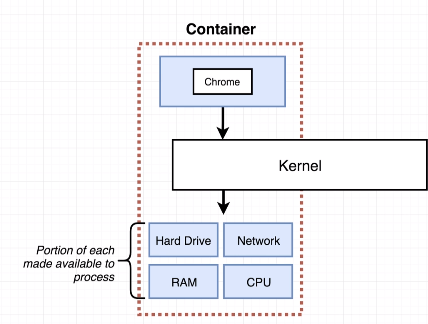 Container
Chrome
Kernel
Hard Drive
Network
Portion of each
made available to
process
RAM
CPU